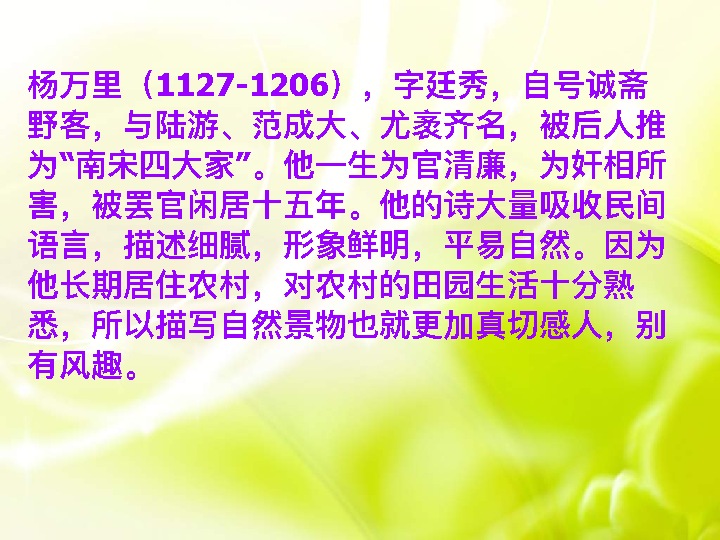 杨万里（1127-1206），字廷秀，自号诚斋
野客，与陆游、范成大、尤袤齐名，被后人推
为“南宋四大家”。他一生为官清廉，为奸相所
害，被罢官闲居十五年。他的诗大量吸收民间
语言，描述细腻，形象鲜明，平易自然。因为
他长期居住农村，对农村的田园生活十分熟
悉，所以描写自然景物也就更加真切感人，别
有风趣。